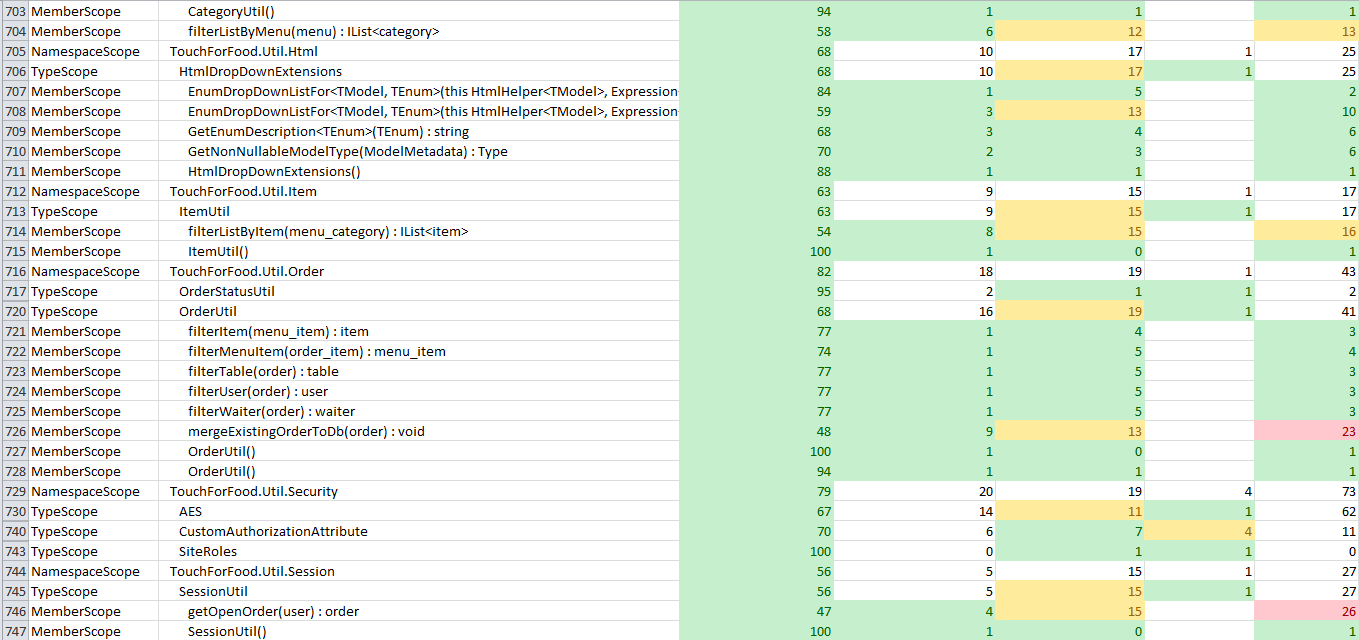 703 MemberScope CategoryUtil() 94 1 1 1
704 MemberScope filterListByMenu(menu) : IList<category> 58 6 12 13
705 NamespaceScope TouchForFood.Util.Html 68 10 17 1 25
706 TypeScope HtmlDropDownExtensions 68 10 17 1 25
707 MemberScope EnumDropDownListFor<TModel, TEnum>(this HtmlHelper<TModel>, Expression 84 1 5 2
708 MemberScope EnumDropDownListFor<TModel, TEnum>(this HtmlHelper<TModel>, Expression 59 3 13 10
709 MemberScope GetEnumDescription<TEnum>(TEnum) : string 68 3 4 6
710 MemberScope GetNonNullableModelType(ModelMetadata) : Type 70 2 3 6
711 MemberScope HtmlDropDownExtensions() 88 1 1 1
712 NamespaceScope TouchForFood.Util.Item 63 9 15 1 17
713 TypeScope ItemUtil 63 9 15 1 17
714 MemberScope filterListByItem(menu_category) : IList<item> 54 8 15 16
715 MemberScope ItemUtil() 100 1 0 1
716 NamespaceScope TouchForFood.Util.Order 82 18 19 1 43
717 TypeScope OrderStatusUtil 95 2 1 1 2
720 TypeScope OrderUtil 68 16 19 1 41
721 MemberScope filterItem(menu_item) : item 77 1 4 3
722 MemberScope filterMenuItem(order_item) : menu_item 74 1 5 4
723 MemberScope filterTable(order) : table 77 1 5 3
724 MemberScope filterUser(order) : user 77 1 5 3
725 MemberScope filterWaiter(order) : waiter 77 1 5 3
726 MemberScope mergeExistingOrderToDb(order) : void 48 9 13 23
727 MemberScope OrderUtil() 100 1 0 1
728 MemberScope OrderUtil() 94 1 1 1
729 NamespaceScope TouchForFood.Util.Security 79 20 19 4 73
730 TypeScope AES 67 14 11 1 62
740 TypeScope CustomAuthorizationAttribute 70 6 7 4 11
743 TypeScope SiteRoles 100 0 1 1 0
744 NamespaceScope TouchForFood.Util.Session 56 5 15 1 27
745 TypeScope SessionUtil 56 5 15 1 27
746 MemberScope getOpenOrder(user) : order 47 4 15 26
747 MemberScope SessionUtil() 100 1 0 1